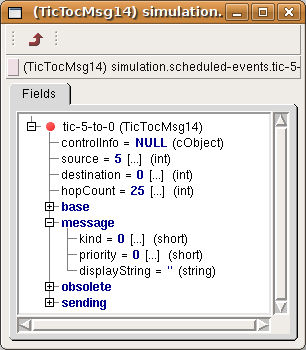 (TicTocMsg14) simulation.
(TicTocMsg14) simulation.scheduled-events.tic-5-
Fields
tic-5-to-0 (TicTocMsg14)
controlInfo = NULL (cObject)
source = 5 [...] (int)
destination = 0 [...] (int)
hopCount = 25 [...] (int)
base
message
kind = 0 [...] (short)
priority = 0 [...] (short)
displayString = '' (string)
obsolete
sending